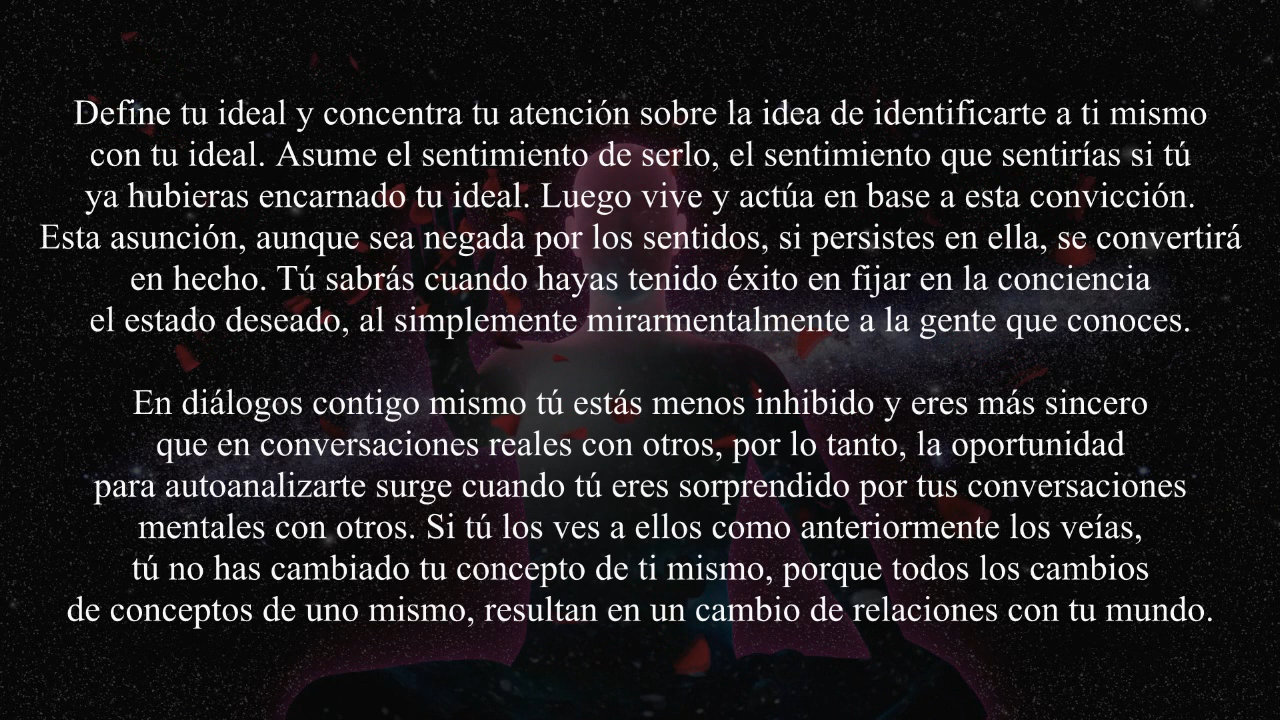 Define tu ideal y concentra tu atención sobre la idea de identificarte a ti mismo
con tu ideal. Asume el sentimiento de serlo, el sentimiento que sentirías si tú
ya hubieras encarnado tu ideal. Luego vive y actúa en base a esta convicción.
Esta asunción, aunque sea negada por los sentidos, si persistes en ella, se convertirá
en hecho. Tú sabrás cuando hayas tenido éxito en fijar en la conciencia
el estado deseado, al simplemente mirarmentalmente a la gente que conoces.
En diálogos contigo mismo tú estás menos inhibido y eres más sincero
que en conversaciones reales con otros, por lo tanto, la oportunidad
para autoanalizarte surge cuando tú eres sorprendido por tus conversaciones
mentales con otros. Si tú los ves a ellos como anteriormente los veías,
tú no has cambiado tu concepto de ti mismo, porque todos los cambios
de conceptos de uno mismo, resultan en un cambio de relaciones con tu mundo.